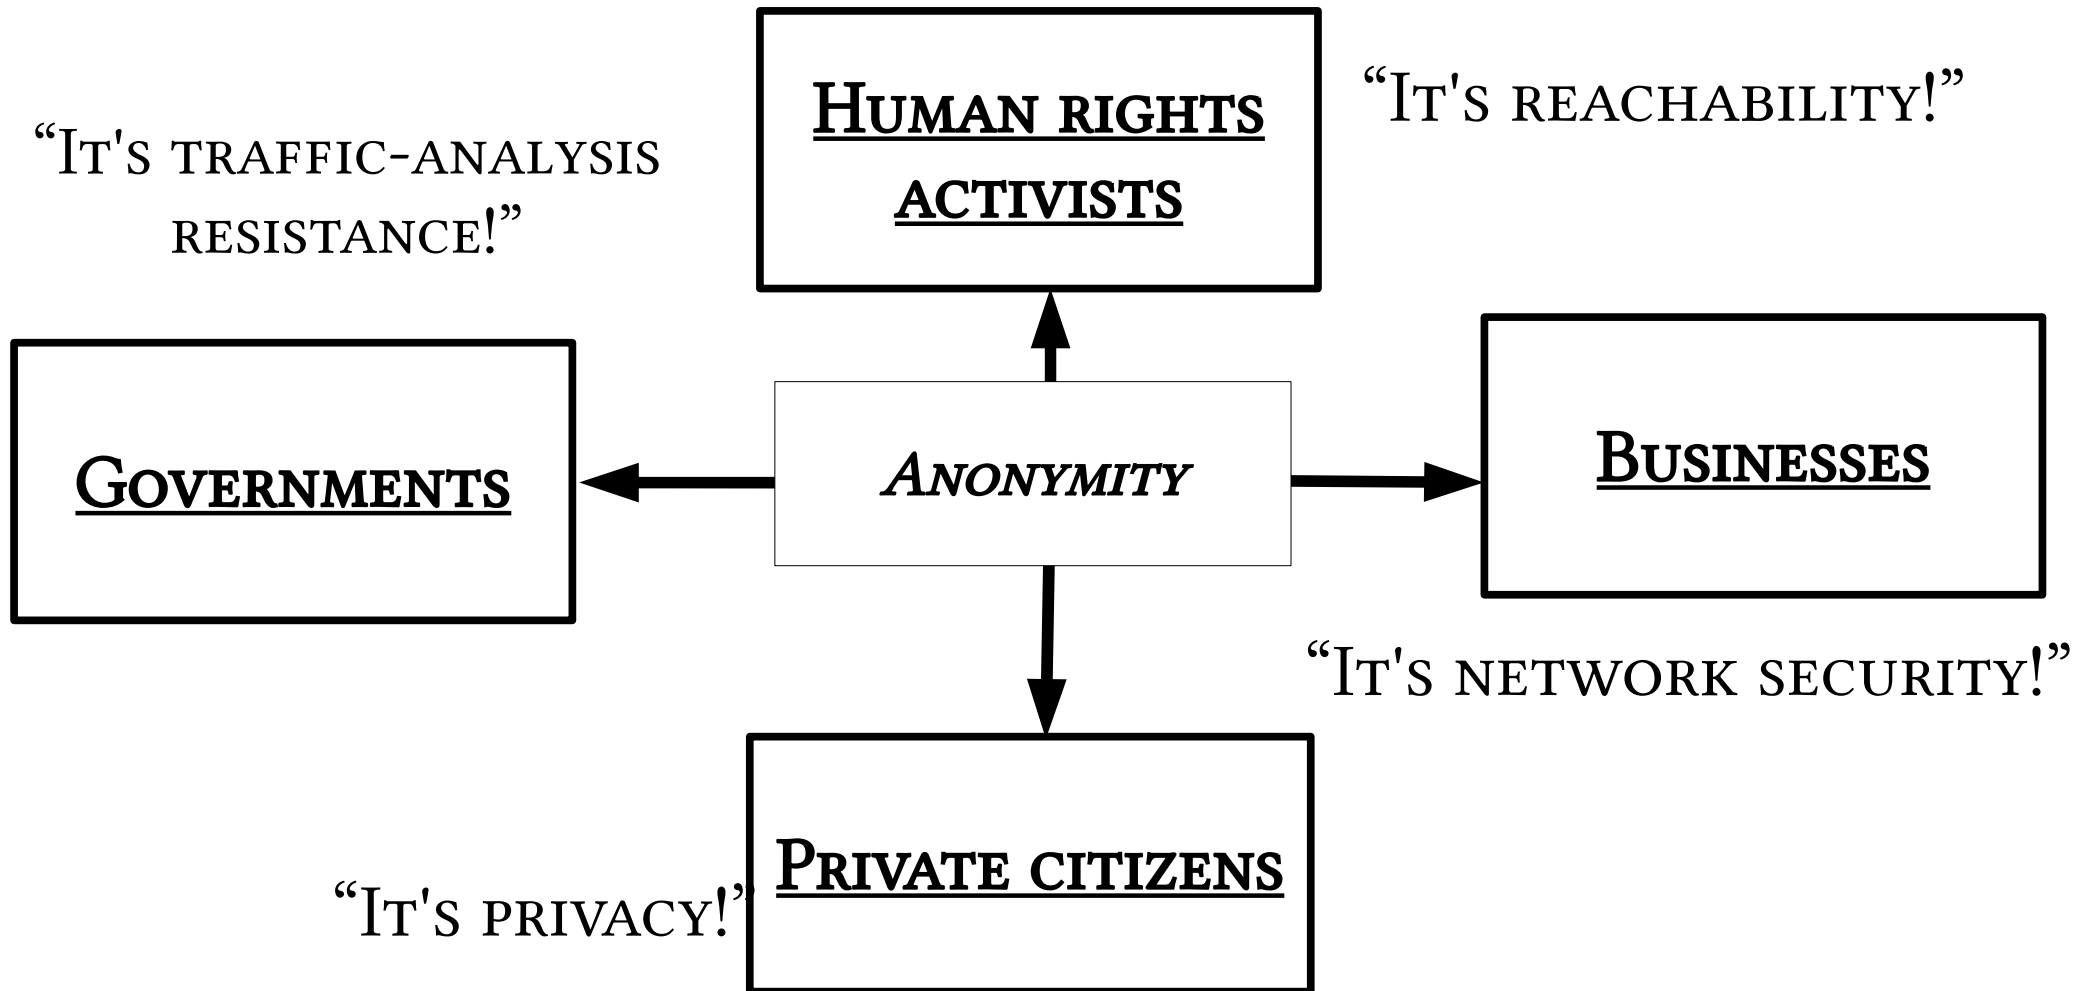 Human rights
activists
“It's reachability!”
“It's traffic-analysis
resistance!”
Governments
Anonymity
Businesses
“It's network security!”
Private citizens
“It's privacy!”